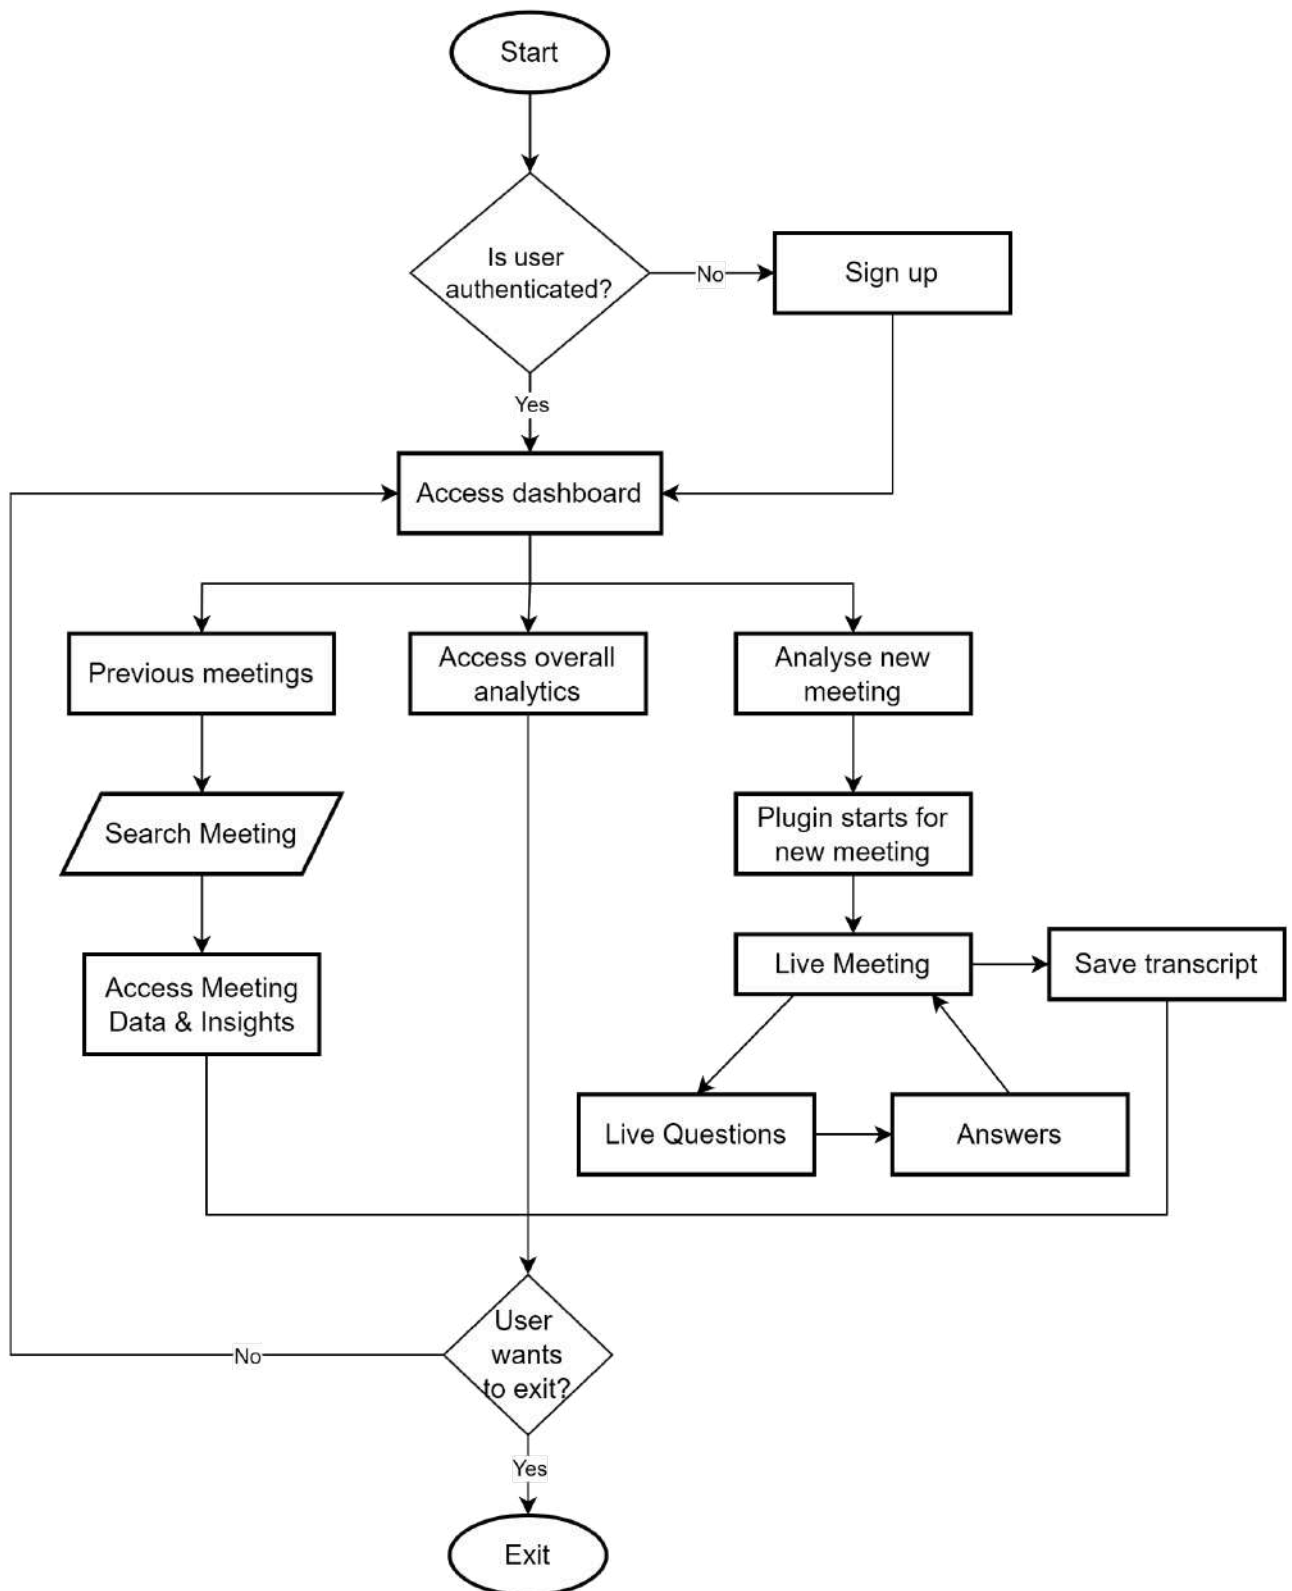 Start
Is user
authenticated?
No
Sign up
Yes
Access dashboard
Previous meetings
Access overall
analytics
Analyse new
meeting
Search Meeting
Plugin starts for
new meeting
Access Meeting
Data & Insights
Live Meeting
Save transcript
Live Questions
Answers
User
wants
to exit?
No
Yes
Exit